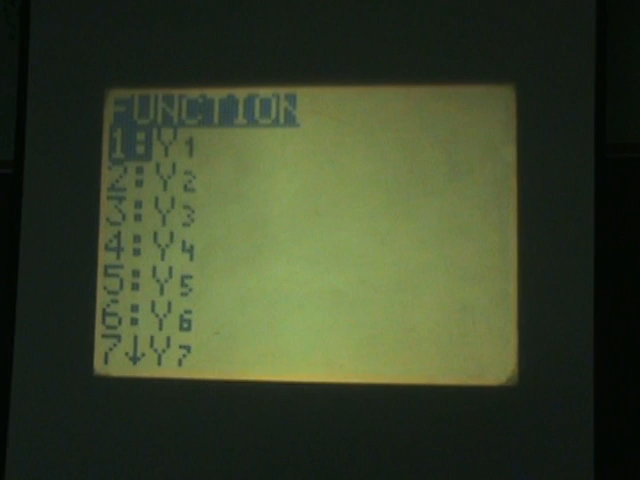 FUNCTION
1:Y₁
2:Y₂
3:Y₃
4:Y₄
5:Y₅
6:Y₆
7↓Y₇